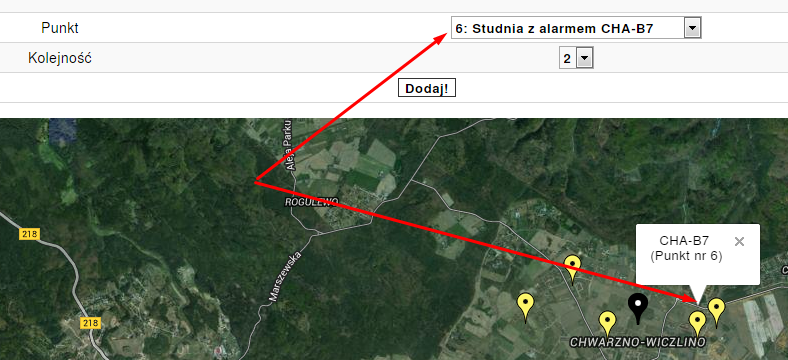 Punkt
6: Studnia z alarmem CHA-B7
Kolejność
2
Dodaj!
Aleja Parku
ROGULEWO
218
CHA-B7
(Punkt nr 6)
Marszewska
218
CHWARZNO-WICZLINO